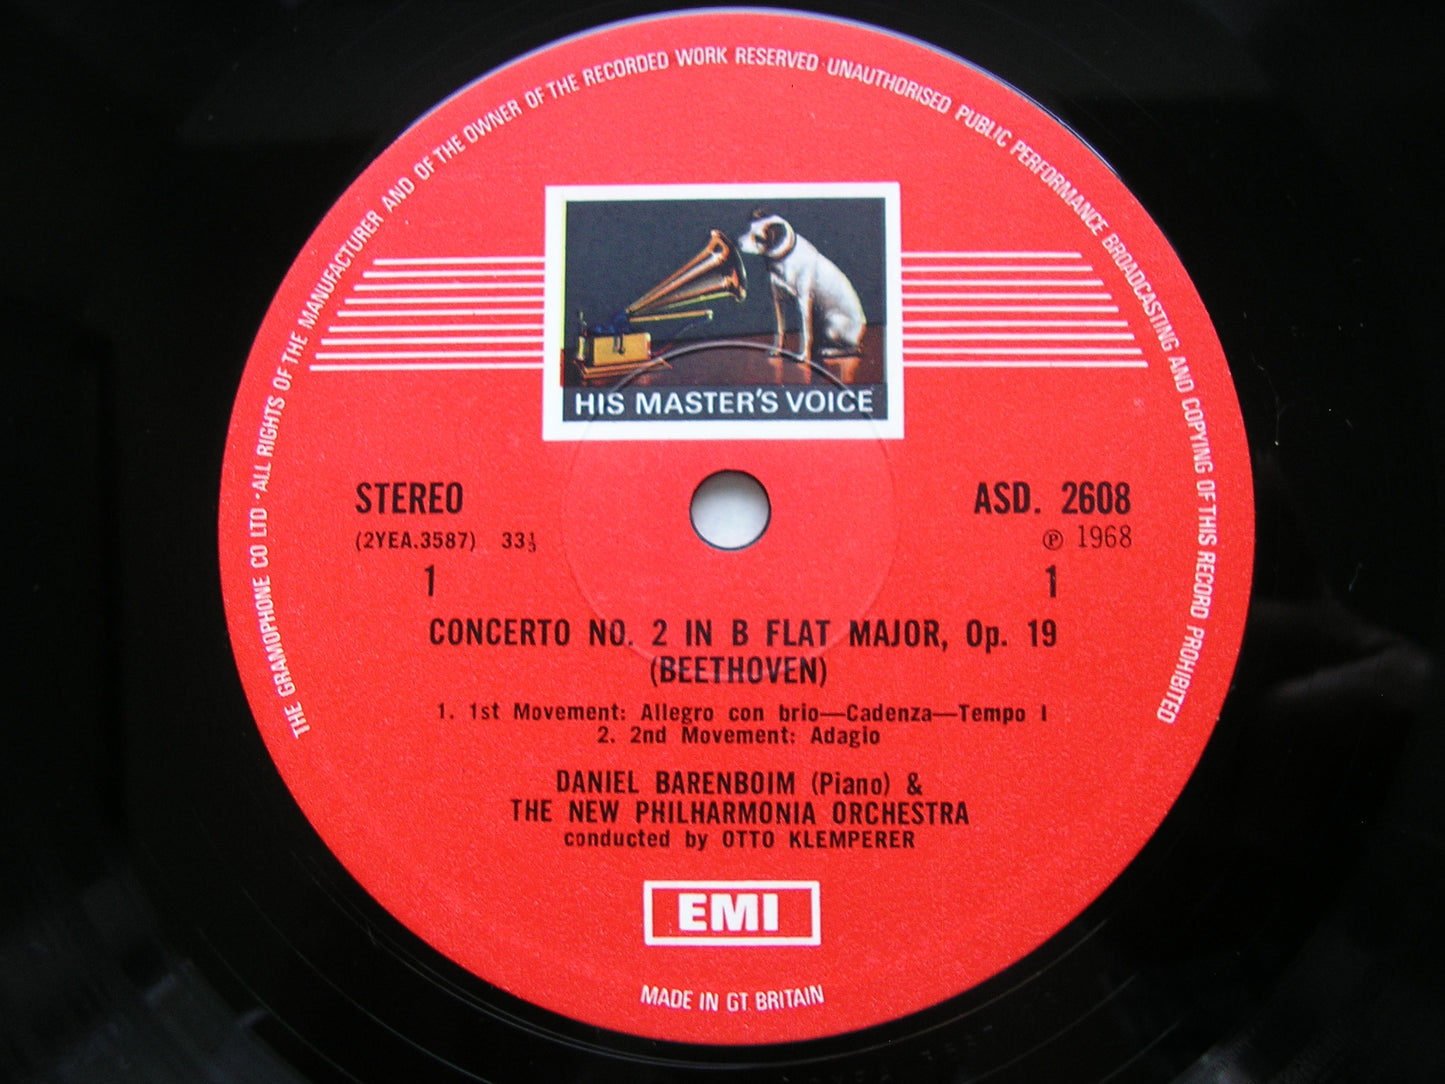 THE GRAMOPHONE CO LTD · ALL RIGHTS OF THE MANUFACTURER AND OF THE OWNER OF THE RECORDED WORK RESERVED · UNAUTHORISED PUBLIC PERFORMANCE BROADCASTING AND COPYING OF THIS RECORD PROHIBITED
HIS MASTER'S VOICE
STEREO ASD. 2608
(2YEA.3587) 33⅓ ℗ 1968
1 1
CONCERTO NO. 2 IN B FLAT MAJOR, Op. 19
(BEETHOVEN)
1. 1st Movement: Allegro con brio—Cadenza—Tempo I
2. 2nd Movement: Adagio
DANIEL BARENBOIM (Piano) &
THE NEW PHILHARMONIA ORCHESTRA
conducted by OTTO KLEMPERER
EMI
MADE IN GT. BRITAIN